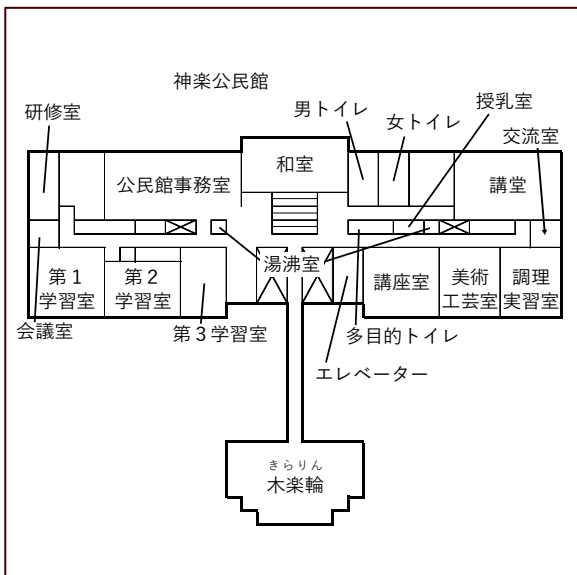 神楽公民館
研修室
男トイレ
女トイレ
授乳室
交流室
公民館事務室
和室
講堂
湯沸室
第1
学習室
第2
学習室
講座室
美術
工芸室
調理
実習室
会議室
第3学習室
多目的トイレ
エレベーター
きらりん
木楽輪